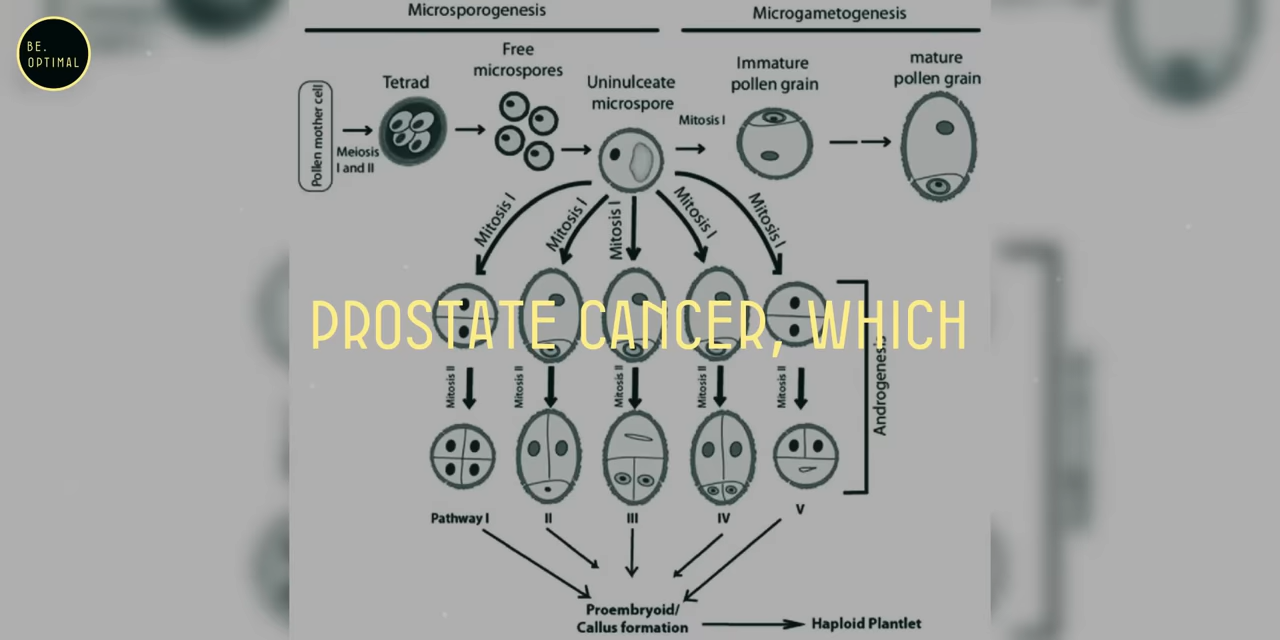 BE.
OPTIMAL
Microsporogenesis
Microgametogenesis
Pollen mother cell
Meiosis
I and II
Tetrad
Free
microspores
Uninulceate
microspore
Mitosis I
Immature
pollen grain
mature
pollen grain
Mitosis I
Mitosis I
Mitosis I
Mitosis I
Mitosis I
PROSTATE CANCER, WHICH
Androgenesis
Mitosis II
Mitosis II
Mitosis II
Mitosis II
Mitosis II
Pathway I
II
III
IV
V
Proembryoid/
Callus formation
Haploid Plantlet